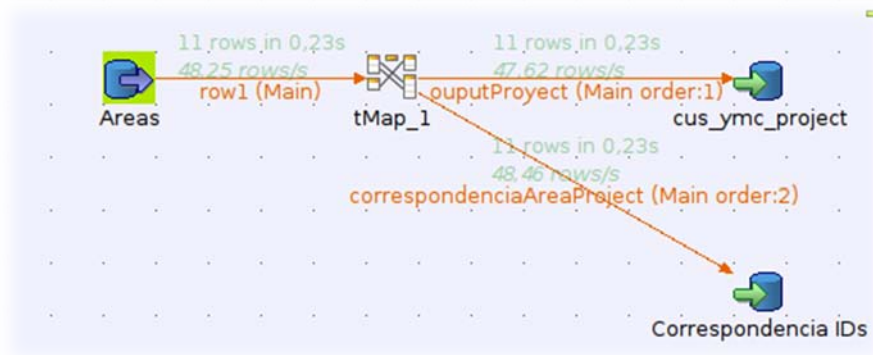 11 rows in 0,23s
48.25 rows/s
row1 (Main)
11 rows in 0,23s
47.62 rows/s
ouputProyect (Main order:1)
Areas
tMap_1
cus_ymc_project
11 rows in 0,23s
48.46 rows/s
correspondenciaAreaProject (Main order:2)
Correspondencia IDs